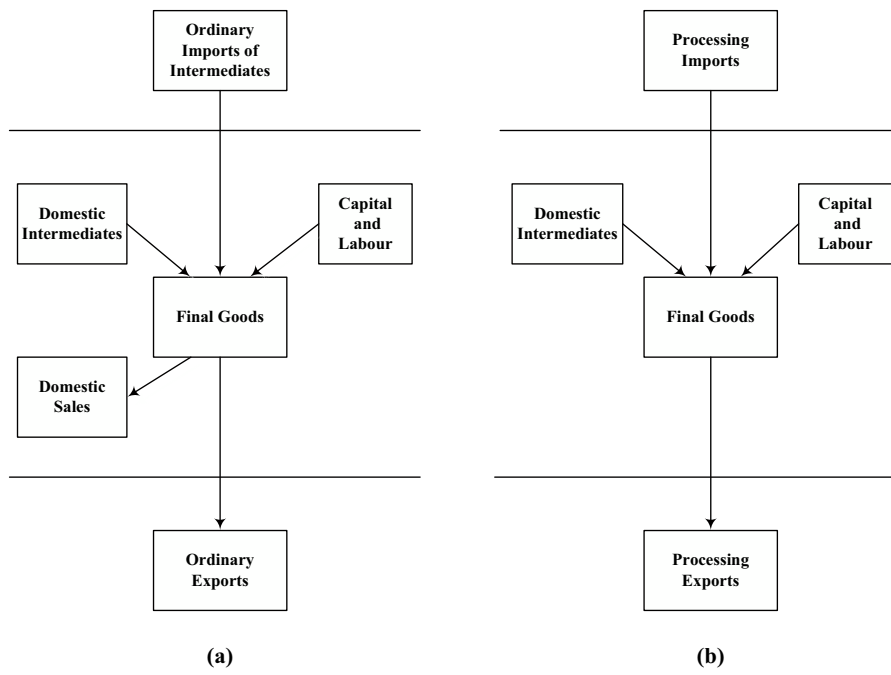 Ordinary
Imports of
Intermediates
Domestic
Intermediates
Capital
and
Labour
Final Goods
Domestic
Sales
Ordinary
Exports
(a)
Processing
Imports
Domestic
Intermediates
Capital
and
Labour
Final Goods
Processing
Exports
(b)